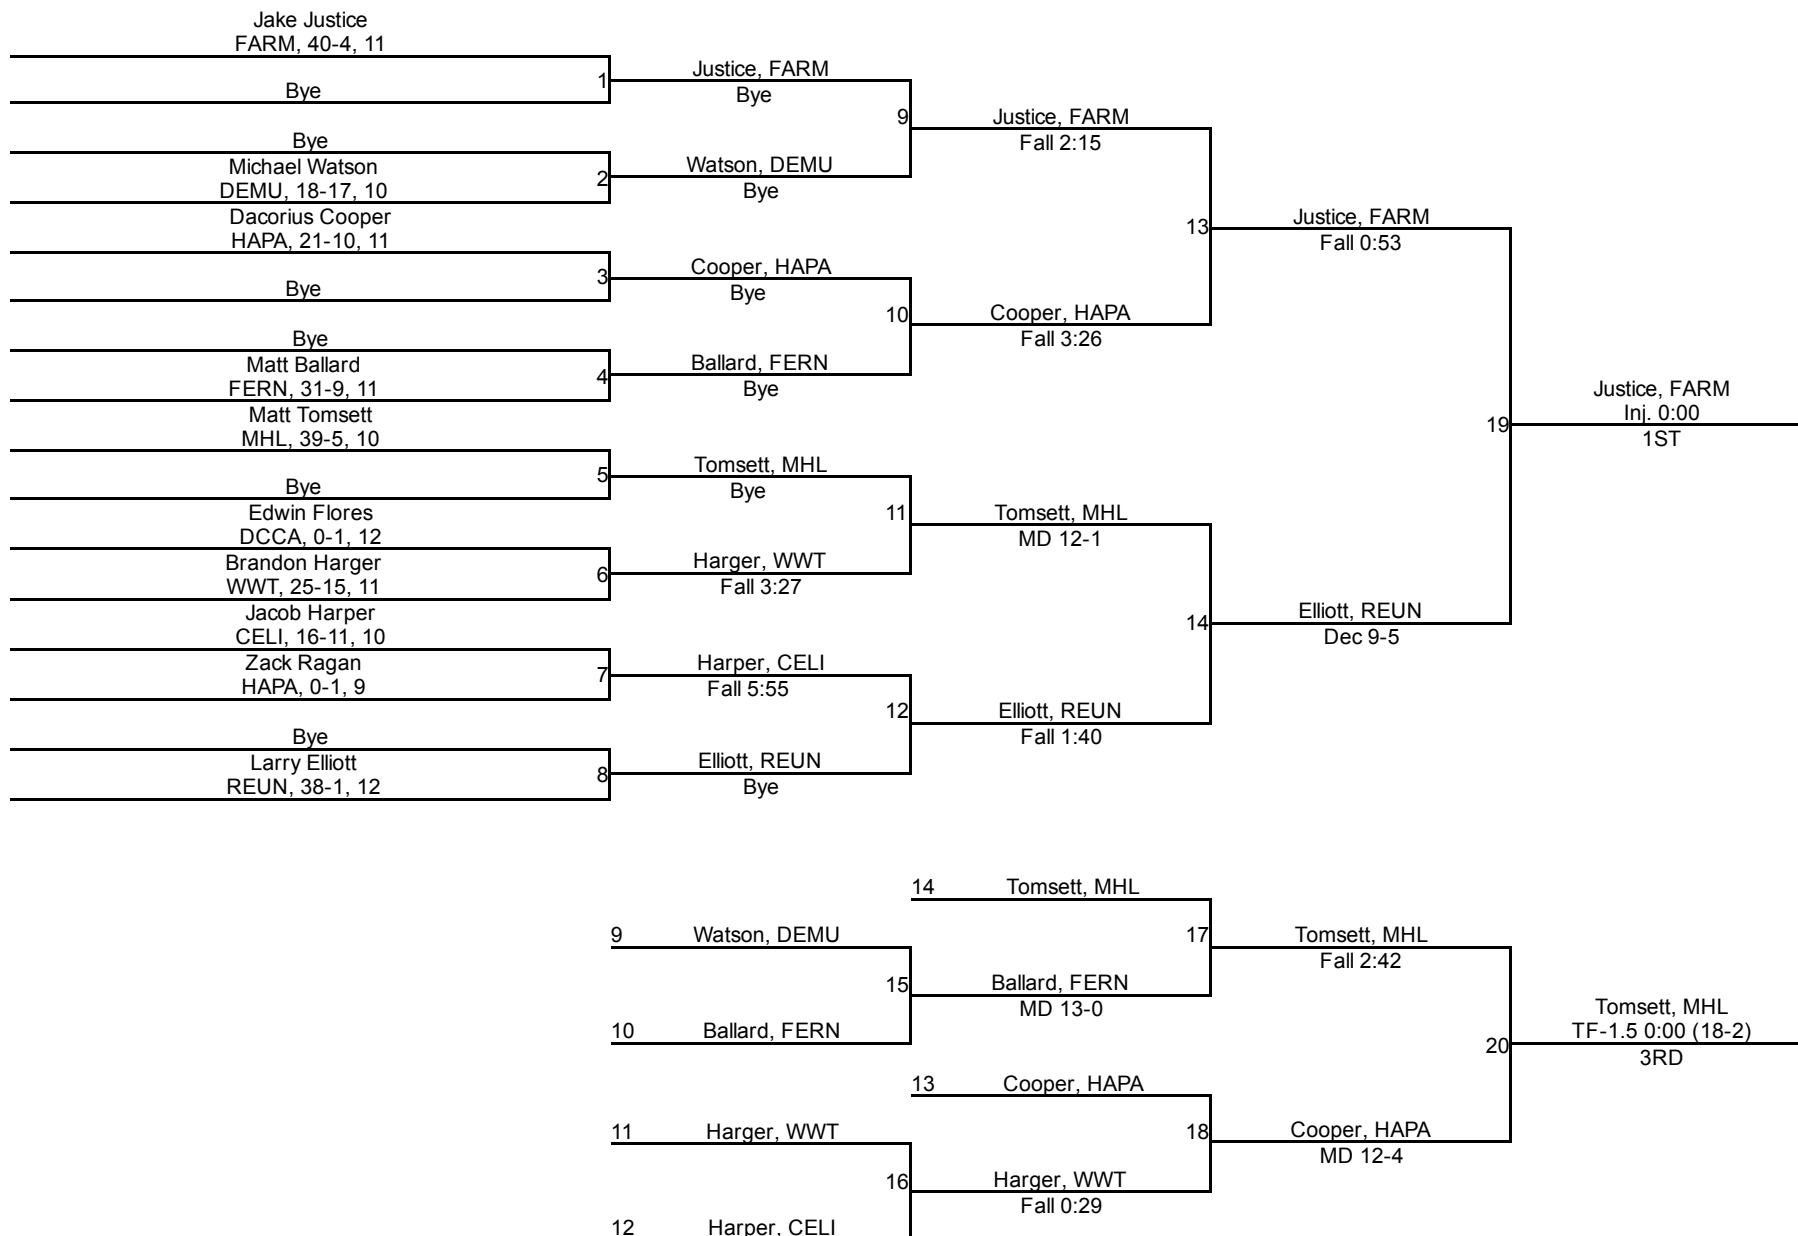 Jake Justice
FARM, 40-4, 11
Bye
1
Bye
Michael Watson
DEMU, 18-17, 10
2
Dacorius Cooper
HAPA, 21-10, 11
Bye
3
Bye
Matt Ballard
FERN, 31-9, 11
4
Matt Tomsett
MHL, 39-5, 10
Bye
5
Edwin Flores
DCCA, 0-1, 12
Brandon Harger
WWT, 25-15, 11
6
Jacob Harper
CELI, 16-11, 10
Zack Ragan
HAPA, 0-1, 9
7
Bye
Larry Elliott
REUN, 38-1, 12
8
Justice, FARM
Bye
9
Watson, DEMU
Bye
Cooper, HAPA
Bye
10
Ballard, FERN
Bye
Tomsett, MHL
Bye
11
Harger, WWT
Fall 3:27
Harper, CELI
Fall 5:55
12
Elliott, REUN
Bye
Justice, FARM
Fall 2:15
13
Cooper, HAPA
Fall 3:26
Tomsett, MHL
MD 12-1
14
Elliott, REUN
Fall 1:40
Justice, FARM
Fall 0:53
19
Elliott, REUN
Dec 9-5
Justice, FARM
Inj. 0:00
1ST
9 Watson, DEMU
15
10 Ballard, FERN
11 Harger, WWT
16
12 Harper, CELI
14 Tomsett, MHL
17
Ballard, FERN
MD 13-0
13 Cooper, HAPA
18
Harger, WWT
Fall 0:29
Tomsett, MHL
Fall 2:42
20
Cooper, HAPA
MD 12-4
Tomsett, MHL
TF-1.5 0:00 (18-2)
3RD